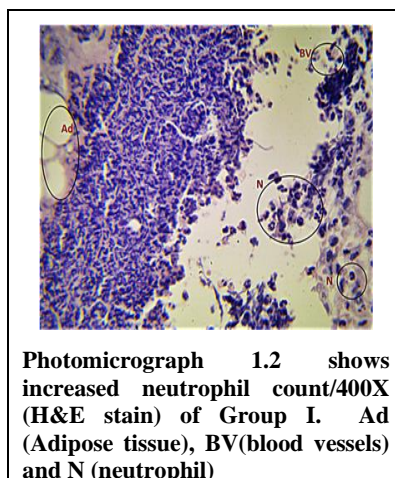 BV
Ad
N
N
Photomicrograph 1.2 shows
increased neutrophil count/400X
(H&E stain) of Group I. Ad
(Adipose tissue), BV(blood vessels)
and N (neutrophil)